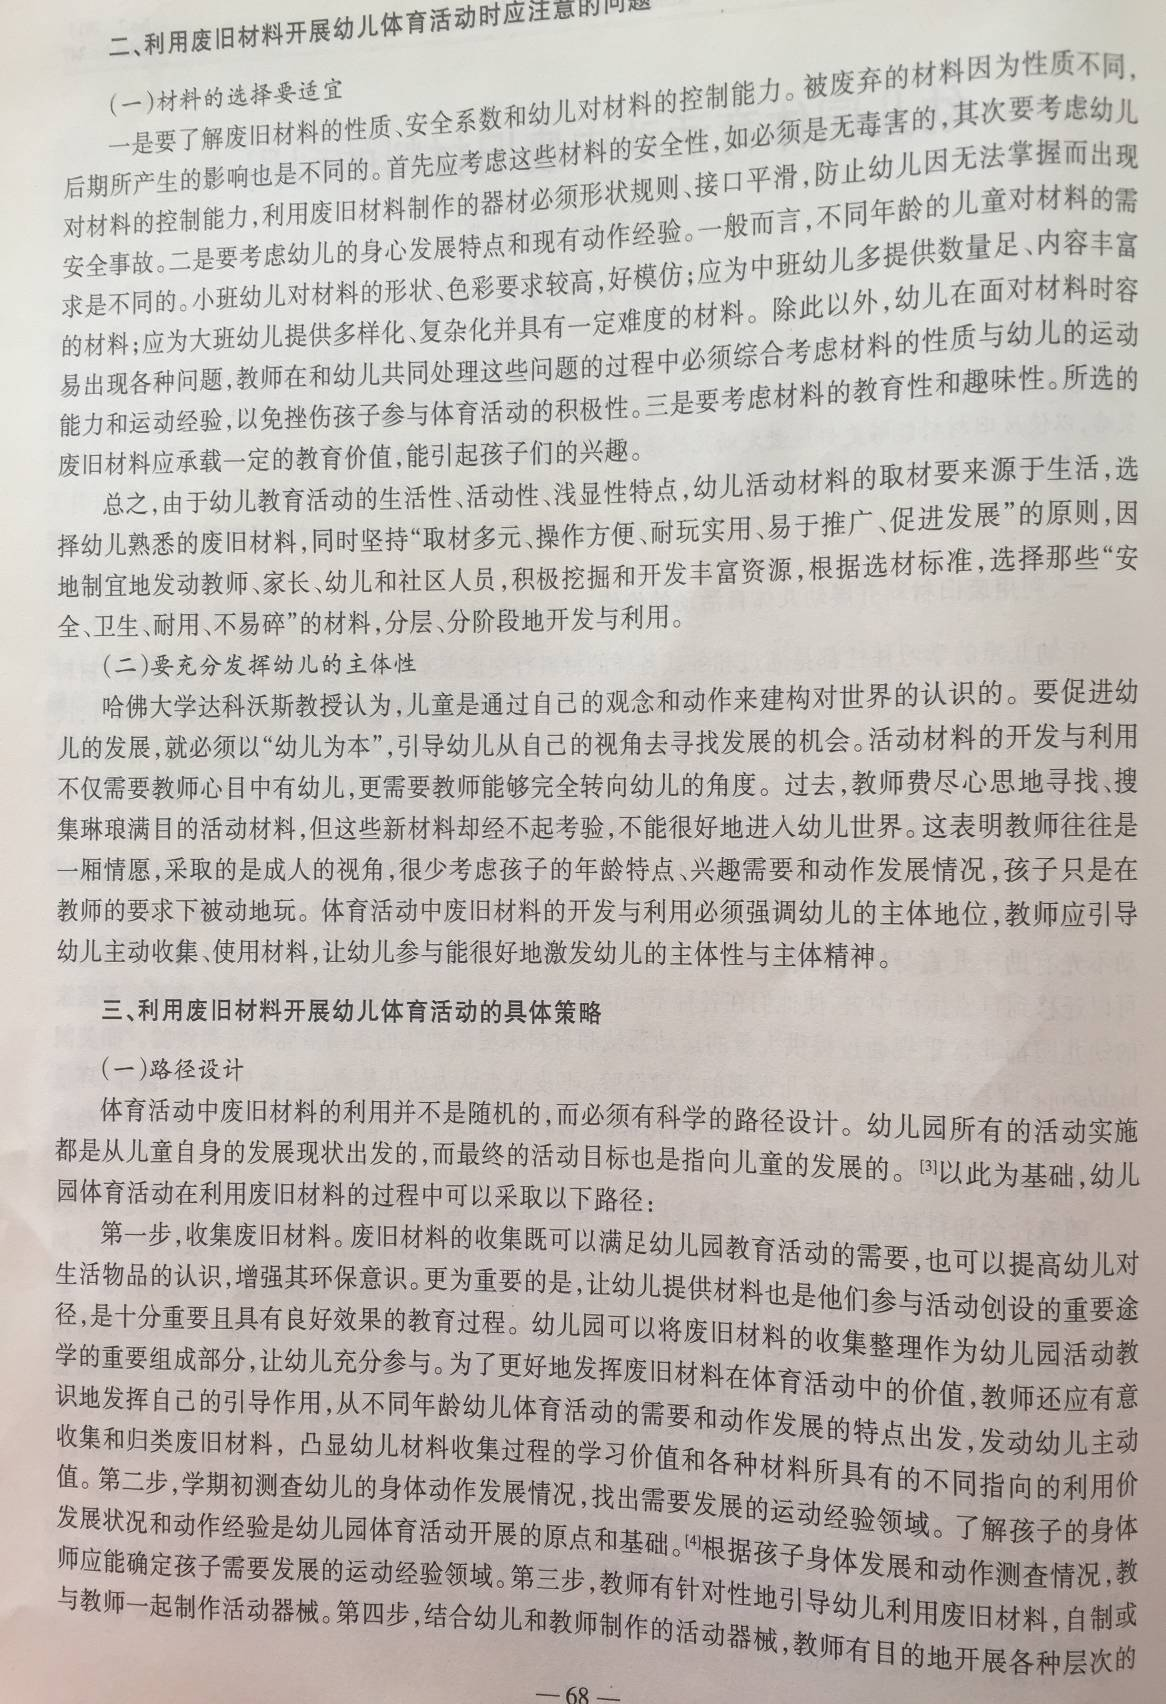 二、利用废旧材料开展幼儿体育活动时应注意的问题
(一)材料的选择要适宜
一是要了解废旧材料的性质、安全系数和幼儿对材料的控制能力。被废弃的材料因为性质不同，
后期所产生的影响也是不同的。首先应考虑这些材料的安全性，如必须是无毒害的，其次要考虑幼儿
对材料的控制能力，利用废旧材料制作的器材必须形状规则、接口平滑，防止幼儿因无法掌握而出现
安全事故。二是要考虑幼儿的身心发展特点和现有动作经验。一般而言，不同年龄的儿童对材料的需
求是不同的。小班幼儿对材料的形状、色彩要求较高，好模仿；应为中班幼儿多提供数量足、内容丰富
的材料；应为大班幼儿提供多样化、复杂化并具有一定难度的材料。除此以外，幼儿在面对材料时容
易出现各种问题，教师在和幼儿共同处理这些问题的过程中必须综合考虑材料的性质与幼儿的运动
能力和运动经验，以免挫伤孩子参与体育活动的积极性。三是要考虑材料的教育性和趣味性。所选的
废旧材料应承载一定的教育价值，能引起孩子们的兴趣。
总之，由于幼儿教育活动的生活性、活动性、浅显性特点，幼儿活动材料的取材要来源于生活，选
择幼儿熟悉的废旧材料，同时坚持“取材多元、操作方便、耐玩实用、易于推广、促进发展”的原则，因
地制宜地发动教师、家长、幼儿和社区人员，积极挖掘和开发丰富资源，根据选材标准，选择那些“安
全、卫生、耐用、不易碎”的材料，分层、分阶段地开发与利用。
(二)要充分发挥幼儿的主体性
哈佛大学达科沃斯教授认为，儿童是通过自己的观念和动作来建构对世界的认识的。要促进幼
儿的发展，就必须以“幼儿为本”，引导幼儿从自己的视角去寻找发展的机会。活动材料的开发与利用
不仅需要教师心目中有幼儿，更需要教师能够完全转向幼儿的角度。过去，教师费尽心思地寻找、搜
集琳琅满目的活动材料，但这些新材料却经不起考验，不能很好地进入幼儿世界。这表明教师往往是
一厢情愿，采取的是成人的视角，很少考虑孩子的年龄特点、兴趣需要和动作发展情况，孩子只是在
教师的要求下被动地玩。体育活动中废旧材料的开发与利用必须强调幼儿的主体地位，教师应引导
幼儿主动收集、使用材料，让幼儿参与能很好地激发幼儿的主体性与主体精神。
三、利用废旧材料开展幼儿体育活动的具体策略
(一)路径设计
体育活动中废旧材料的利用并不是随机的，而必须有科学的路径设计。幼儿园所有的活动实施
都是从儿童自身的发展现状出发的，而最终的活动目标也是指向儿童的发展的。[3]以此为基础，幼儿
园体育活动在利用废旧材料的过程中可以采取以下路径：
第一步，收集废旧材料。废旧材料的收集既可以满足幼儿园教育活动的需要，也可以提高幼儿对
生活物品的认识，增强其环保意识。更为重要的是，让幼儿提供材料也是他们参与活动创设的重要途
径，是十分重要且具有良好效果的教育过程。幼儿园可以将废旧材料的收集整理作为幼儿园活动教
学的重要组成部分，让幼儿充分参与。为了更好地发挥废旧材料在体育活动中的价值，教师还应有意
识地发挥自己的引导作用，从不同年龄幼儿体育活动的需要和动作发展的特点出发，发动幼儿主动
收集和归类废旧材料，凸显幼儿材料收集过程的学习价值和各种材料所具有的不同指向的利用价
值。第二步，学期初测查幼儿的身体动作发展情况，找出需要发展的运动经验领域。了解孩子的身体
发展状况和动作经验是幼儿园体育活动开展的原点和基础。[4]根据孩子身体发展和动作测查情况，教
师应能确定孩子需要发展的运动经验领域。第三步，教师有针对性地引导幼儿利用废旧材料，自制或
与教师一起制作活动器械。第四步，结合幼儿和教师制作的活动器械，教师有目的地开展各种层次的
— 68 —